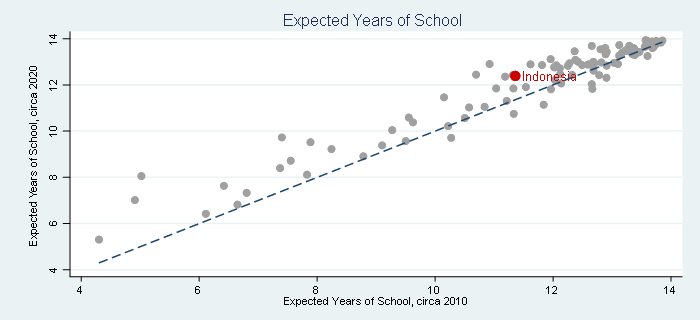 Expected Years of School
Expected Years of School, circa 2020
14
12
10
8
6
4
Indonesia
4 6 8 10 12 14
Expected Years of School, circa 2010